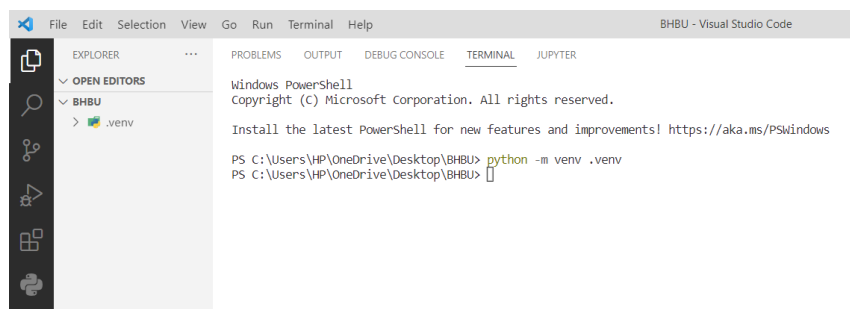 File Edit Selection View Go Run Terminal Help BHBU - Visual Studio Code
EXPLORER ···
OPEN EDITORS
BHBU
.venv
PROBLEMS OUTPUT DEBUG CONSOLE TERMINAL JUPYTER
Windows PowerShell
Copyright (C) Microsoft Corporation. All rights reserved.
Install the latest PowerShell for new features and improvements! https://aka.ms/PSWindows
PS C:\Users\HP\OneDrive\Desktop\BHBU> python -m venv .venv
PS C:\Users\HP\OneDrive\Desktop\BHBU>